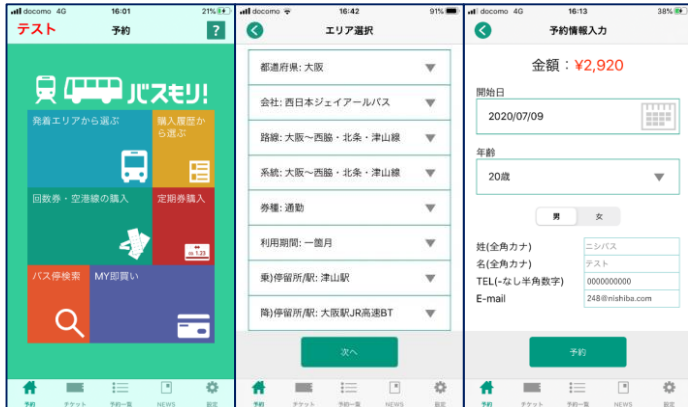 docomo 4G 16:01 21%
テスト 予約 ?
バスもり!
発着エリアから選ぶ
購入履歴か
ら選ぶ
回数券・空港線の購入
定期券購入
バス停検索
MY即買い
予約 チケット 予約一覧 NEWS 設定
docomo 16:42 91%
エリア選択
都道府県: 大阪
会社: 西日本ジェイアールバス
路線: 大阪～西脇・北条・津山線
系統: 大阪～西脇・北条・津山線
券種: 通勤
利用期間: 一箇月
乗)停留所/駅: 津山駅
降)停留所/駅: 大阪駅JR高速BT
次へ
予約 チケット 予約一覧 NEWS 設定
docomo 4G 16:13 38%
予約情報入力
金額：¥2,920
開始日
2020/07/09
年齢
20歳
男 女
姓(全角カナ) ニシバス
名(全角カナ) テスト
TEL(-なし半角数字) 0000000000
E-mail 248@nishiba.com
予約
予約 チケット 予約一覧 NEWS 設定